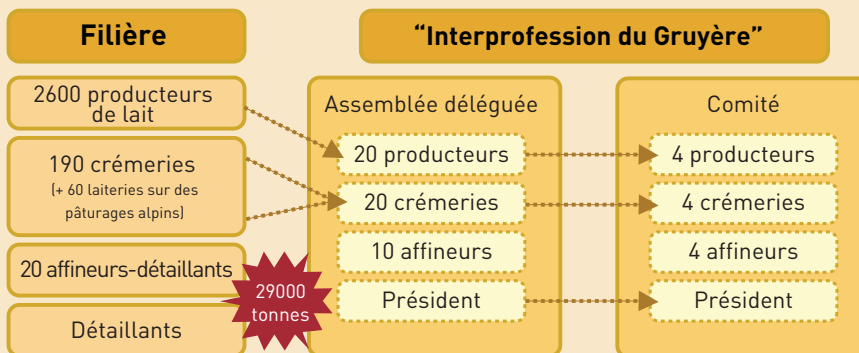 Filière
2600 producteurs
de lait
190 crémeries
(+ 60 laiteries sur des
pâturages alpins)
20 affineurs-détaillants
Détaillants
29000
tonnes
“Interprofession du Gruyère”
Assemblée déléguée
20 producteurs
20 crémeries
10 affineurs
Président
Comité
4 producteurs
4 crémeries
4 affineurs
Président